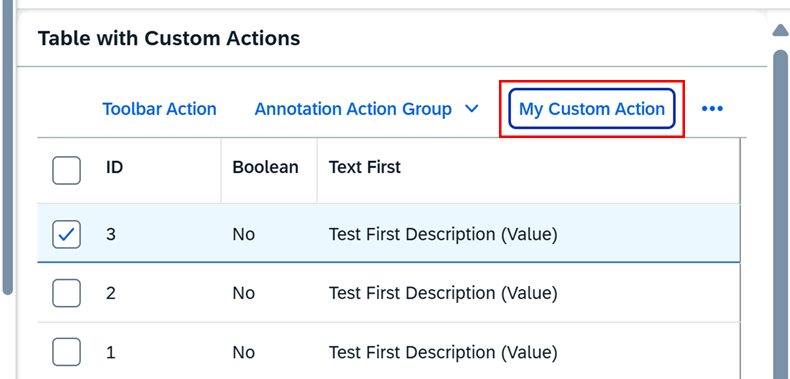 Table with Custom Actions
Toolbar Action Annotation Action Group My Custom Action •••
ID Boolean Text First
3 No Test First Description (Value)
2 No Test First Description (Value)
1 No Test First Description (Value)